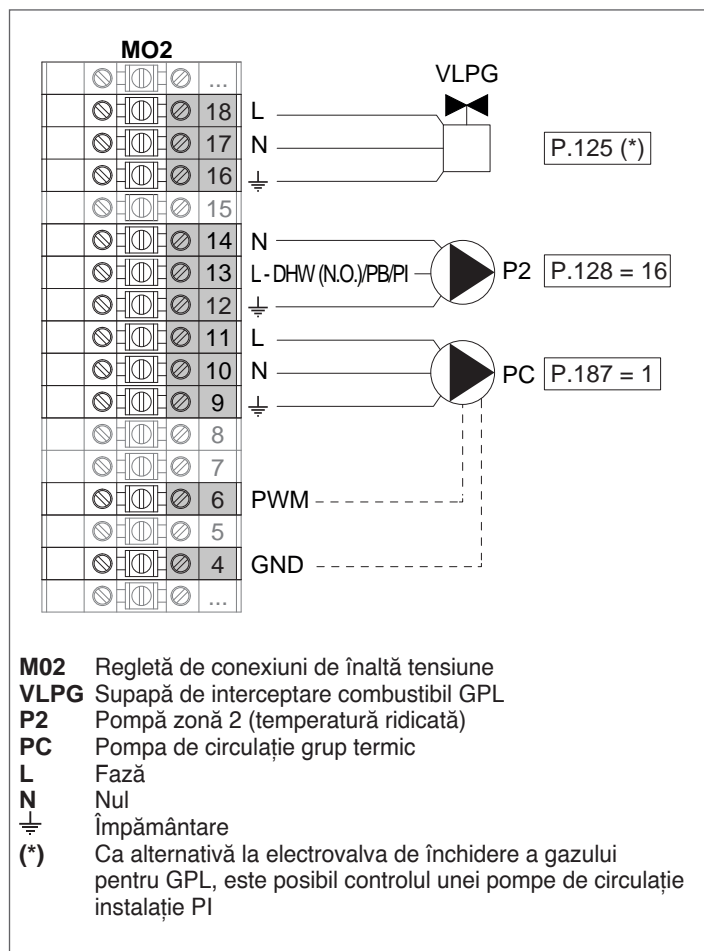 MO2
...
VLPG
18 L
17 N P.125 (*)
16
15
14 N
13 L - DHW (N.O.)/PB/PI P2 P.128 = 16
12
11 L
10 N PC P.187 = 1
9
8
7
6 PWM
5
4 GND
...
M02 Regletă de conexiuni de înaltă tensiune
VLPG Supapă de interceptare combustibil GPL
P2 Pompă zonă 2 (temperatură ridicată)
PC Pompa de circulație grup termic
L Fază
N Nul
⏚ Împământare
(*) Ca alternativă la electrovalva de închidere a gazului
pentru GPL, este posibil controlul unei pompe de circulație
instalație PI